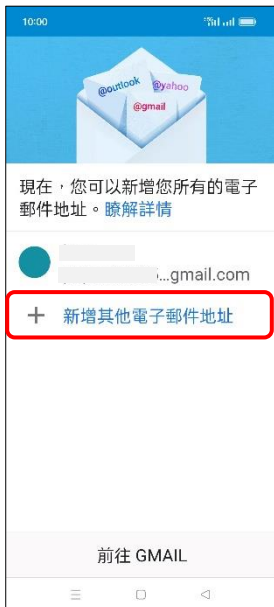 10:00
@outlook
@yahoo
@gmail
現在，您可以新增您所有的電子
郵件地址。瞭解詳情
...gmail.com
＋ 新增其他電子郵件地址
前往 GMAIL